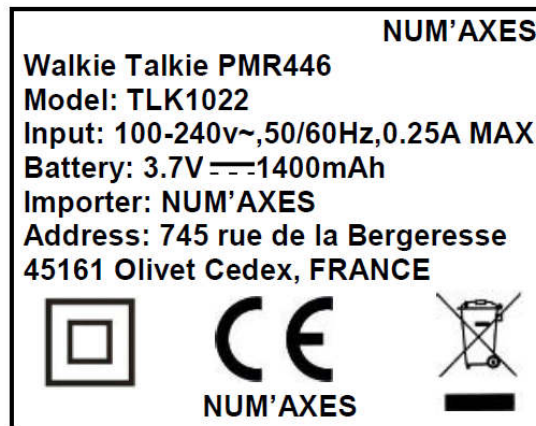 NUM'AXES
Walkie Talkie PMR446
Model: TLK1022
Input: 100-240v~,50/60Hz,0.25A MAX
Battery: 3.7V⎓1400mAh
Importer: NUM'AXES
Address: 745 rue de la Bergeresse
45161 Olivet Cedex, FRANCE
CE
NUM'AXES